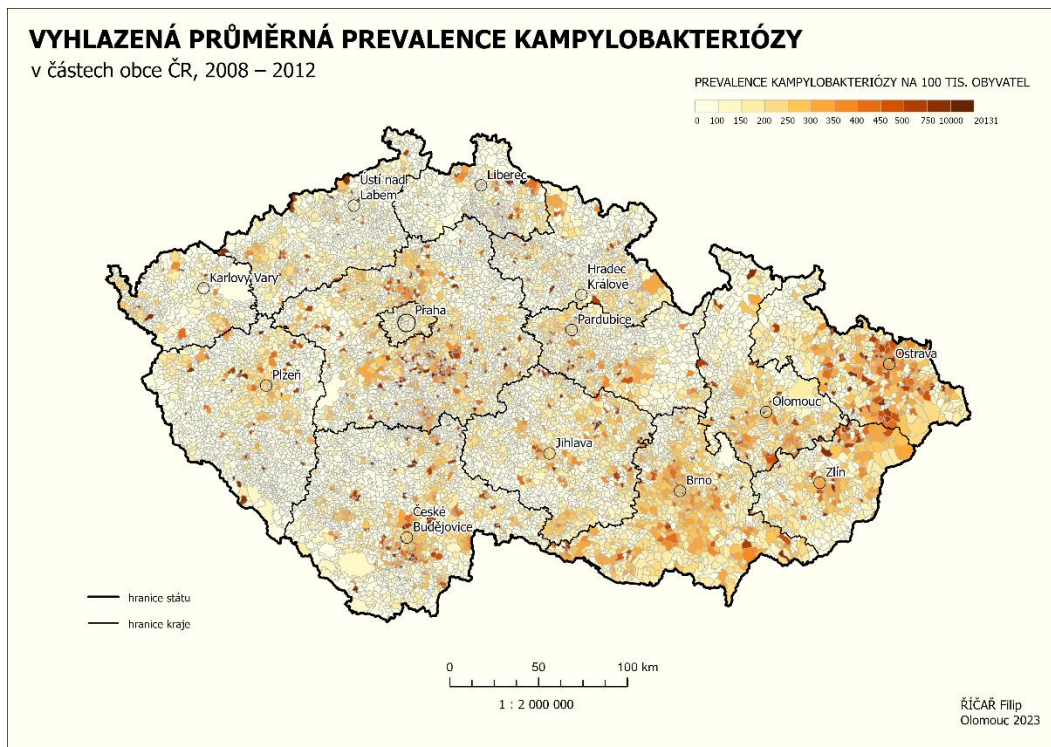 VYHLAZENÁ PRŮMĚRNÁ PREVALENCE KAMPYLOBAKTERIÓZY
v částech obce ČR, 2008 – 2012
PREVALENCE KAMPYLOBAKTERIÓZY NA 100 TIS. OBYVATEL
0 100 150 200 250 300 350 400 450 500 750 10000 20131
Liberec
Ústí nad
Labem
Karlovy Vary
Hradec
Králové
Praha
Pardubice
Ostrava
Plzeň
Olomouc
Jihlava
Zlín
Brno
České
Budějovice
hranice státu
hranice kraje
0 50 100 km
1 : 2 000 000
ŘÍČAŘ Filip
Olomouc 2023